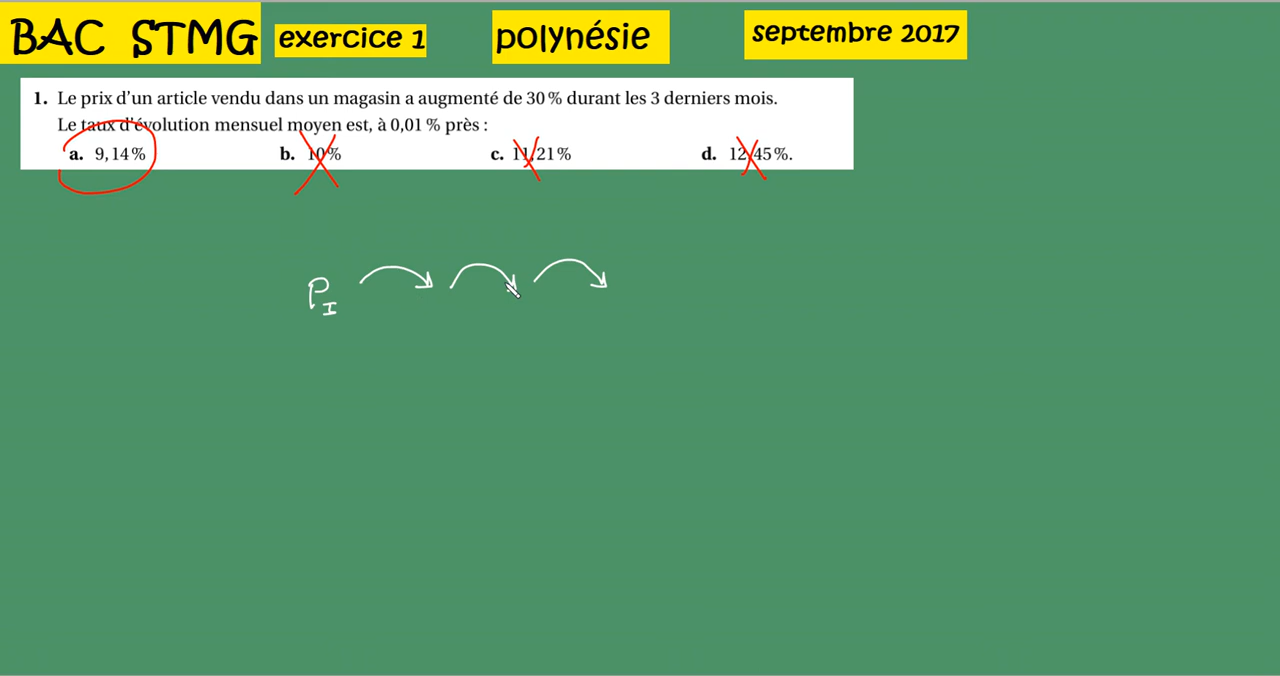 BAC STMG exercice 1 polynésie septembre 2017
1. Le prix d'un article vendu dans un magasin a augmenté de 30 % durant les 3 derniers mois.
Le taux d'évolution mensuel moyen est, à 0,01 % près :
a. 9,14 % b. 10 % c. 11,21 % d. 12,45 %.
P_I